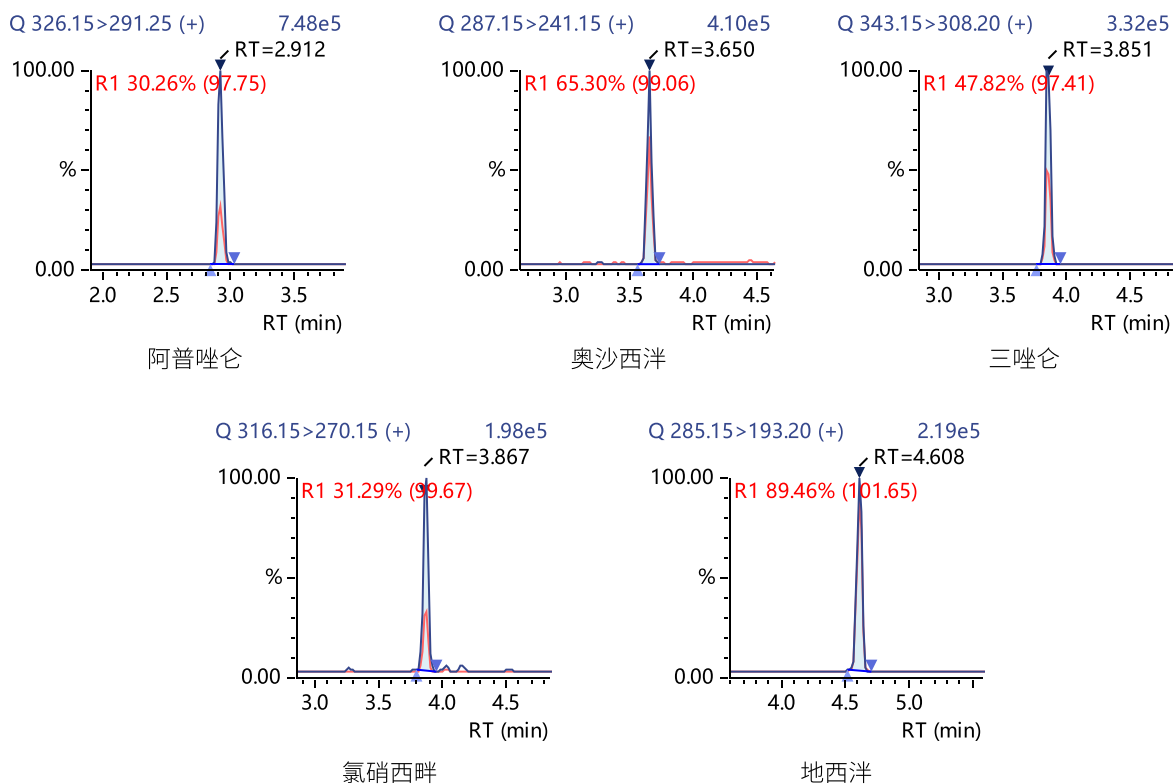 Q 326.15>291.25 (+) 7.48e5
RT=2.912
100.00
R1 30.26% (97.75)
%
0.00
2.0 2.5 3.0 3.5
RT (min)
阿普唑仑
Q 287.15>241.15 (+) 4.10e5
RT=3.650
100.00
R1 65.30% (99.06)
%
0.00
3.0 3.5 4.0 4.5
RT (min)
奥沙西泮
Q 343.15>308.20 (+) 3.32e5
RT=3.851
100.00
R1 47.82% (97.41)
%
0.00
3.0 3.5 4.0 4.5
RT (min)
三唑仑
Q 316.15>270.15 (+) 1.98e5
RT=3.867
100.00
R1 31.29% (99.67)
%
0.00
3.0 3.5 4.0 4.5
RT (min)
氯硝西畔
Q 285.15>193.20 (+) 2.19e5
RT=4.608
100.00
R1 89.46% (101.65)
%
0.00
4.0 4.5 5.0
RT (min)
地西泮